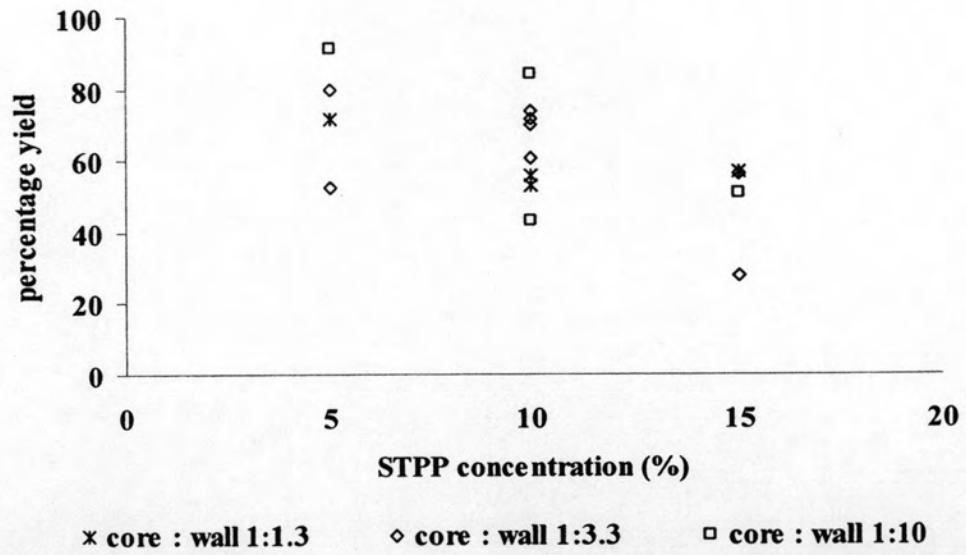 100
80
60
40
20
0
percentage yield
0 5 10 15 20
STPP concentration (%)
core : wall 1:1.3 core : wall 1:3.3 core : wall 1:10